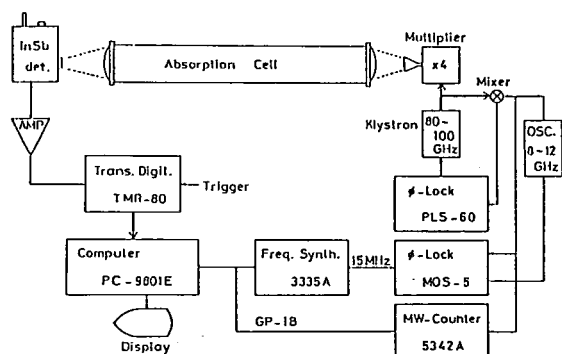 InSb
det.
Absorption Cell
Multiplier
x4
Mixer
Klystron
80~
100
GHz
OSC.
8~12
GHz
AMP
Trans. Digit.
TMR-80
Trigger
φ-Lock
PLS-60
Computer
PC-9801E
Freq. Synth.
3335A
15MHz
φ-Lock
MOS-5
GP-IB
MW-Counter
5342A
Display